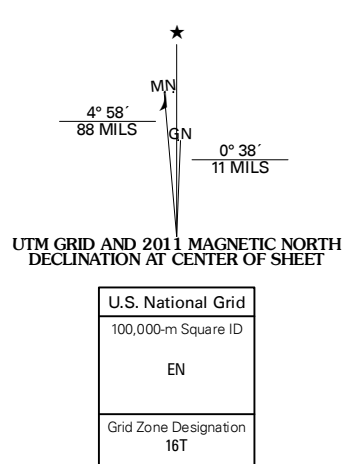 ★
MN
4° 58´
88 MILS
GN
0° 38´
11 MILS
UTM GRID AND 2011 MAGNETIC NORTH
DECLINATION AT CENTER OF SHEET
U.S. National Grid
100,000-m Square ID
EN
Grid Zone Designation
16T